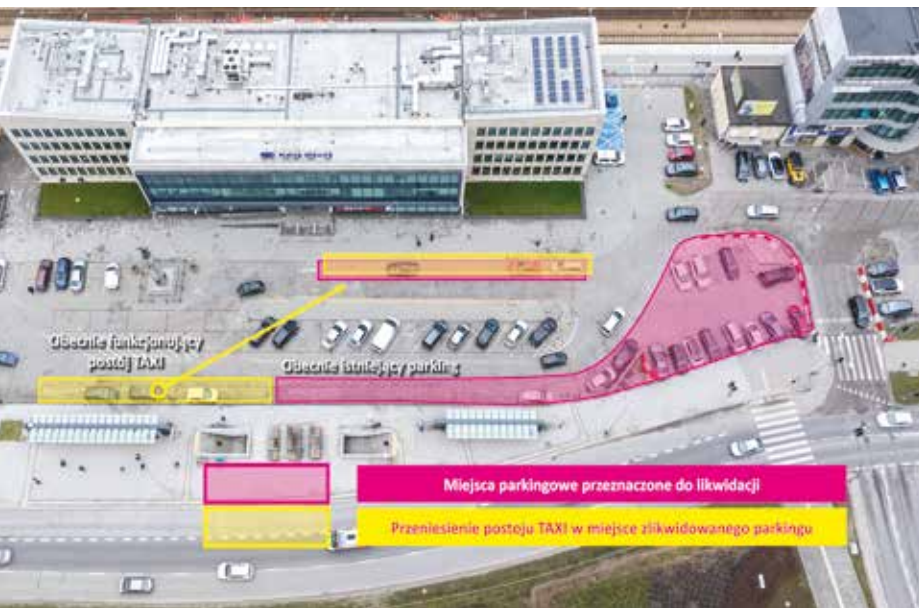 Obecnie funkcjonujący
postój TAXI
Obecnie istniejący parking
Miejsca parkingowe przeznaczone do likwidacji
Przeniesienie postoju TAXI w miejsce zlikwidowanego parkingu